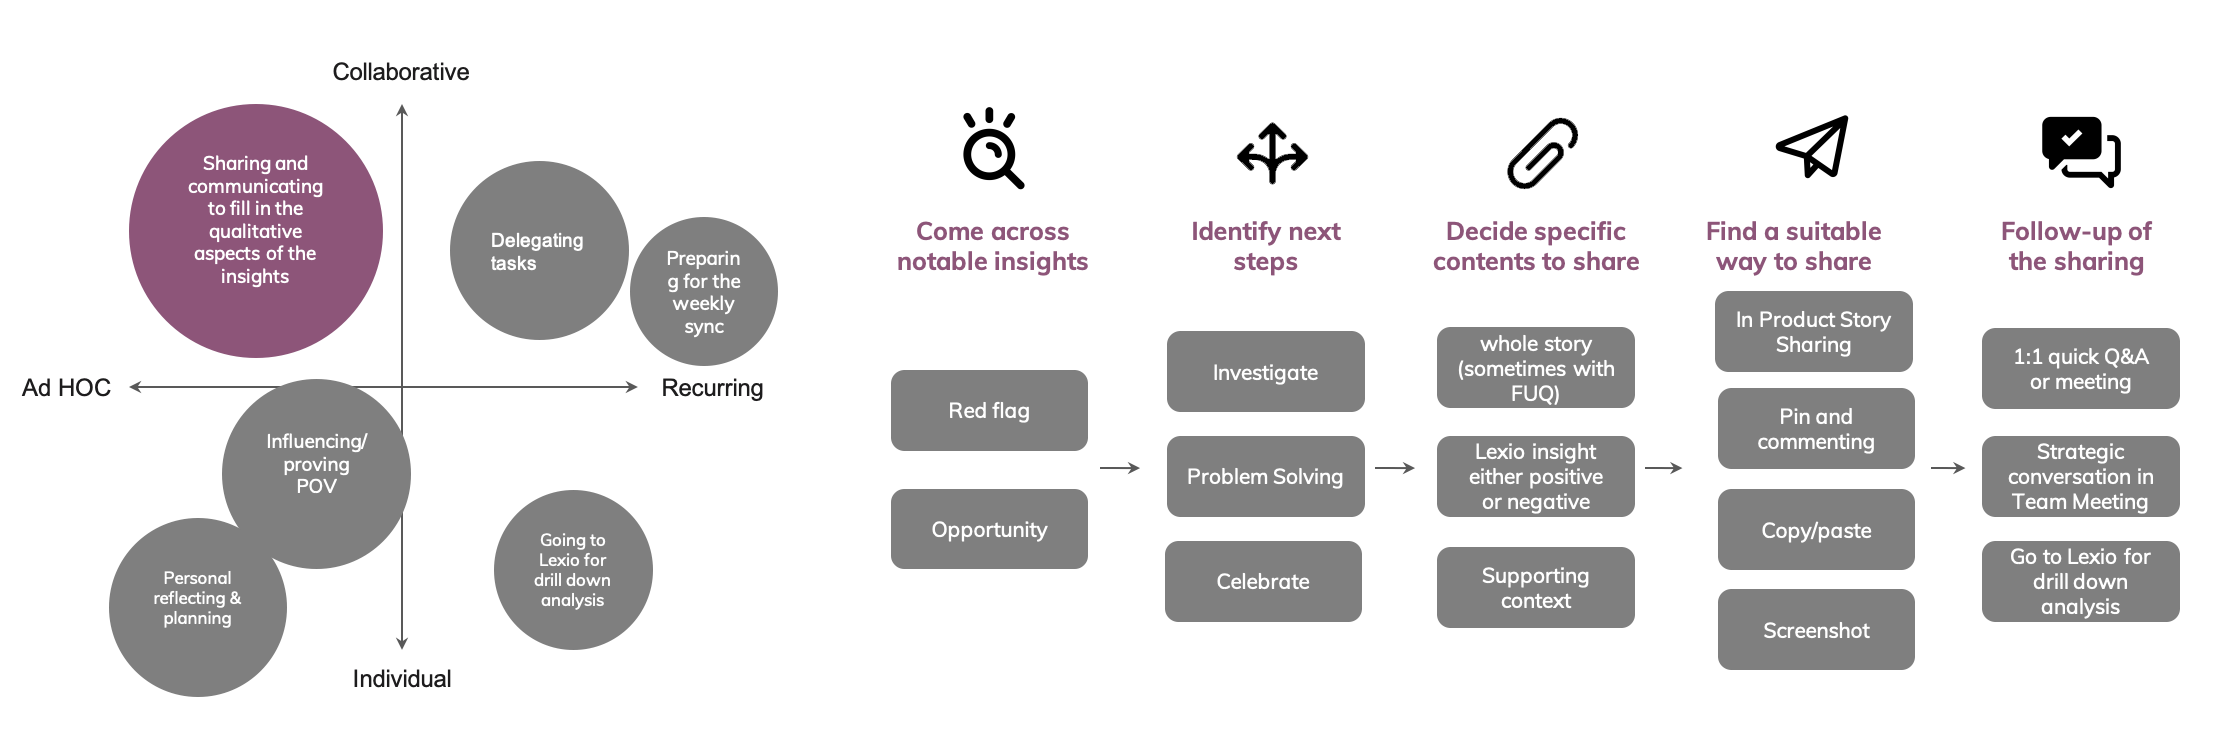 Collaborative
Sharing and
communicating
to fill in the
qualitative
aspects of the
insights
Delegating
tasks
Preparin
g for the
weekly
sync
Ad HOC
Recurring
Influencing/
proving
POV
Personal
reflecting &
planning
Going to
Lexio for
drill down
analysis
Individual
Come across
notable insights
Red flag
Opportunity
Identify next
steps
Investigate
Problem Solving
Celebrate
Decide specific
contents to share
whole story
(sometimes with
FUQ)
Lexio insight
either positive
or negative
Supporting
context
Find a suitable
way to share
In Product Story
Sharing
Pin and
commenting
Copy/paste
Screenshot
Follow-up of
the sharing
1:1 quick Q&A
or meeting
Strategic
conversation in
Team Meeting
Go to Lexio for
drill down
analysis